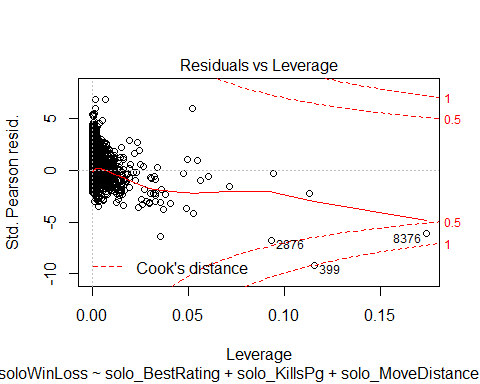 Residuals vs Leverage
Std. Pearson resid.
5
0
-5
-10
1
0.5
0.5
1
2876
8376
399
Cook's distance
0.00 0.05 0.10 0.15
Leverage
soloWinLoss ~ solo_BestRating + solo_KillsPg + solo_MoveDistance